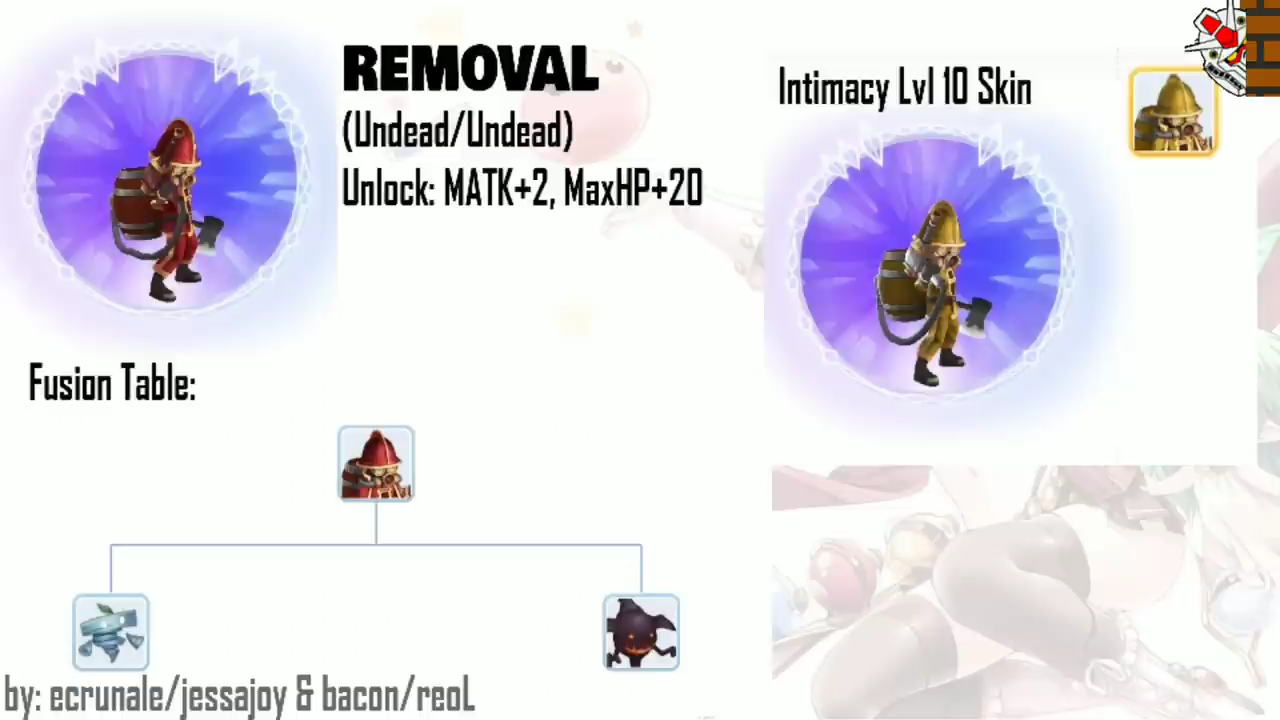 REMOVAL
(Undead/Undead)
Unlock: MATK+2, MaxHP+20
Intimacy Lvl 10 Skin
Fusion Table:
by: ecrunale/jessajoy & bacon/reoL